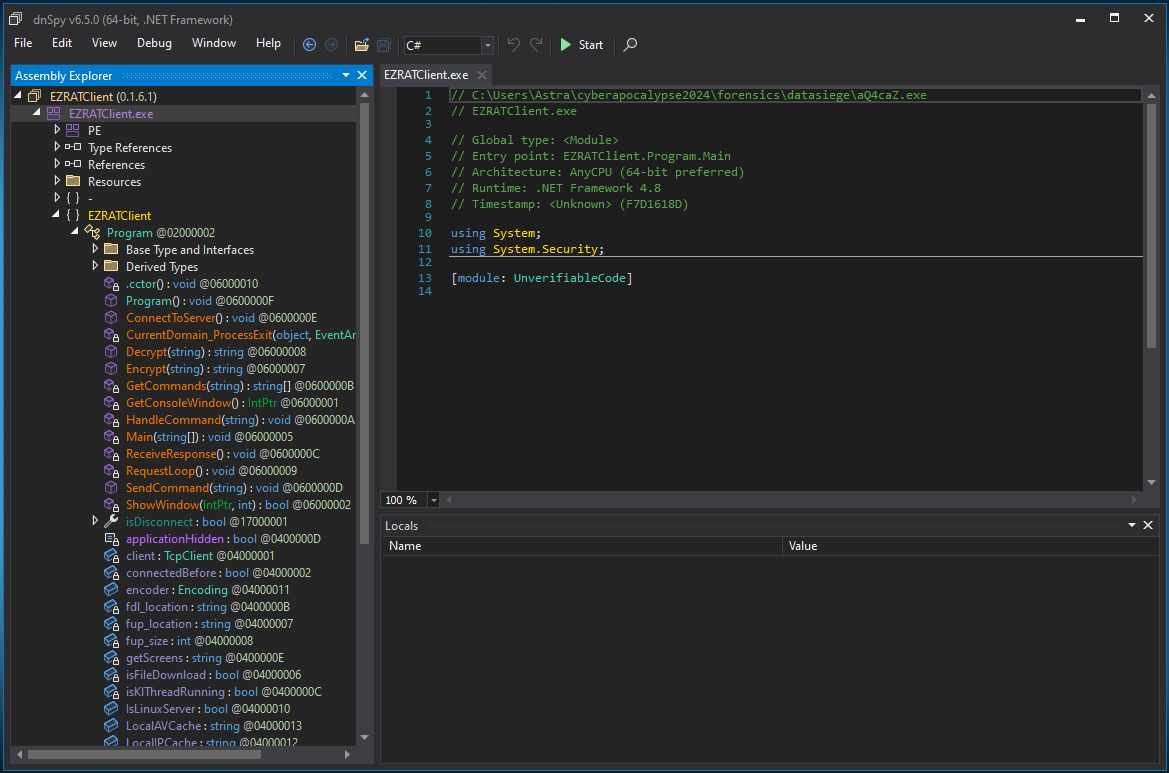 dnSpy v6.5.0 (64-bit, .NET Framework)
File Edit View Debug Window Help C# Start
Assembly Explorer
EZRATClient (0.1.6.1)
EZRATClient.exe
PE
Type References
References
Resources
{ } -
{ } EZRATClient
Program @02000002
Base Type and Interfaces
Derived Types
.cctor() : void @06000010
Program() : void @0600000F
ConnectToServer() : void @0600000E
CurrentDomain_ProcessExit(object, EventAr
Decrypt(string) : string @06000008
Encrypt(string) : string @06000007
GetCommands(string) : string[] @0600000B
GetConsoleWindow() : IntPtr @06000001
HandleCommand(string) : void @0600000A
Main(string[]) : void @06000005
ReceiveResponse() : void @0600000C
RequestLoop() : void @06000009
SendCommand(string) : void @0600000D
ShowWindow(IntPtr, int) : bool @06000002
isDisconnect : bool @17000001
applicationHidden : bool @0400000D
client : TcpClient @04000001
connectedBefore : bool @04000002
encoder : Encoding @04000011
fdl_location : string @0400000B
fup_location : string @04000007
fup_size : int @04000008
getScreens : string @0400000E
isFileDownload : bool @04000006
isKlThreadRunning : bool @0400000C
IsLinuxServer : bool @04000010
LocalAVCache : string @04000013
LocalIPCache : string @04000012
EZRATClient.exe
1 // C:\Users\Astra\cyberapocalypse2024\forensics\datasiege\aQ4caZ.exe
2 // EZRATClient.exe
3
4 // Global type: <Module>
5 // Entry point: EZRATClient.Program.Main
6 // Architecture: AnyCPU (64-bit preferred)
7 // Runtime: .NET Framework 4.8
8 // Timestamp: <Unknown> (F7D1618D)
9
10 using System;
11 using System.Security;
12
13 [module: UnverifiableCode]
14
100 %
Locals
Name Value